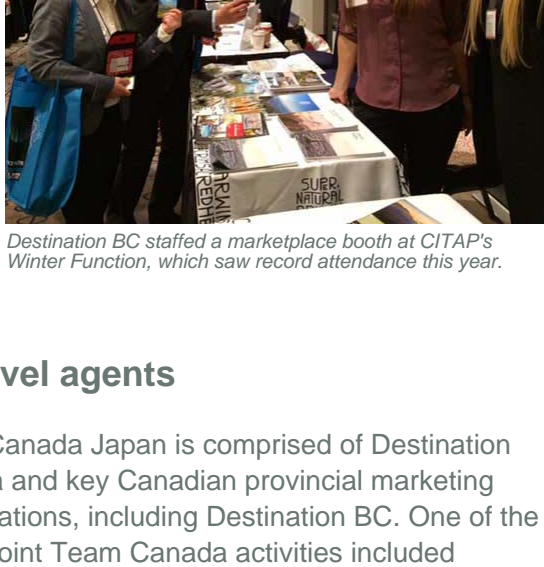 SUPER,
NATURAL
Destination BC staffed a marketplace booth at CITAP's
Winter Function, which saw record attendance this year.
vel agents
Canada Japan is comprised of Destination
a and key Canadian provincial marketing
ations, including Destination BC. One of the
oint Team Canada activities included